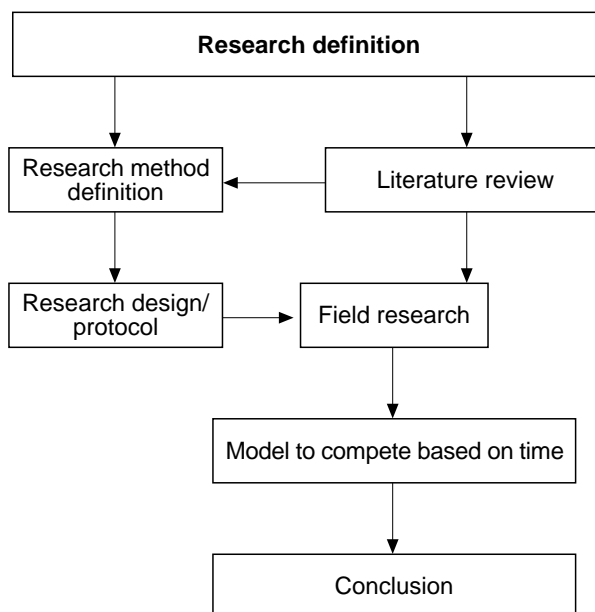 Research definition
Research method
definition
Literature review
Research design/
protocol
Field research
Model to compete based on time
Conclusion